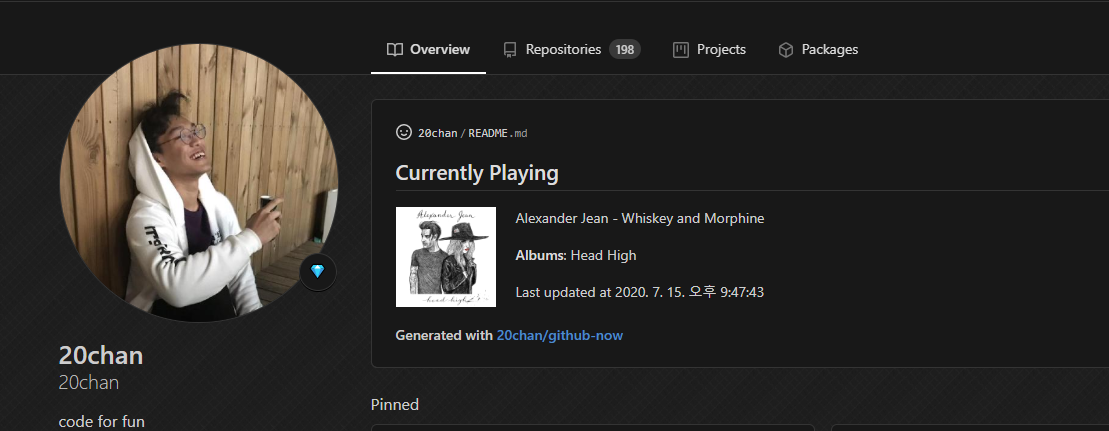 Overview
Repositories 198
Projects
Packages
20chan/README.md
Currently Playing
Alexander Jean
head high
Alexander Jean - Whiskey and Morphine
Albums: Head High
Last updated at 2020. 7. 15. 오후 9:47:43
Generated with 20chan/github-now
20chan
20chan
code for fun
Pinned